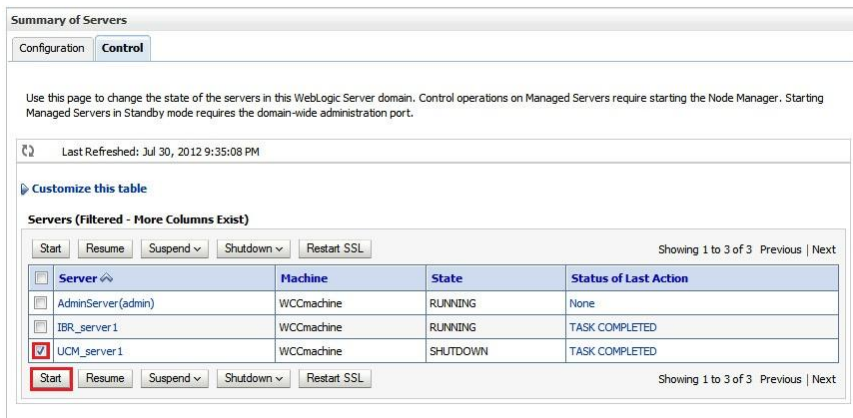 Summary of Servers
Configuration Control
Use this page to change the state of the servers in this WebLogic Server domain. Control operations on Managed Servers require starting the Node Manager. Starting
Managed Servers in Standby mode requires the domain-wide administration port.
Last Refreshed: Jul 30, 2012 9:35:08 PM
Customize this table
Servers (Filtered - More Columns Exist)
Start Resume Suspend Shutdown Restart SSL Showing 1 to 3 of 3 Previous | Next
Server Machine State Status of Last Action
AdminServer(admin) WCCmachine RUNNING None
IBR_server1 WCCmachine RUNNING TASK COMPLETED
UCM_server1 WCCmachine SHUTDOWN TASK COMPLETED
Start Resume Suspend Shutdown Restart SSL Showing 1 to 3 of 3 Previous | Next